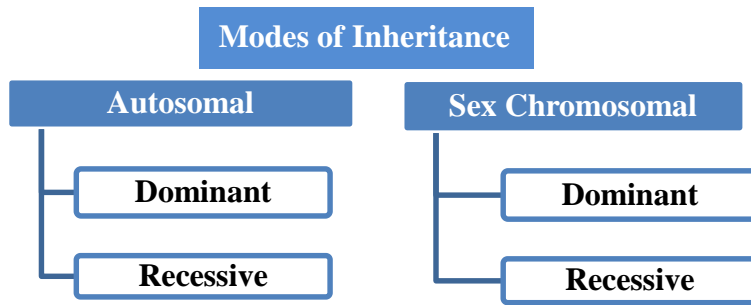 Modes of Inheritance
Autosomal
Dominant
Recessive
Sex Chromosomal
Dominant
Recessive